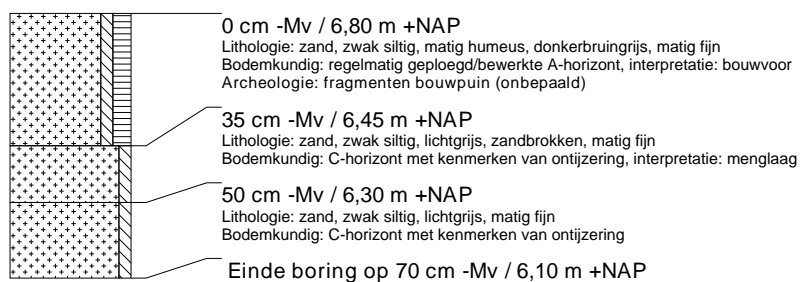 0 cm -Mv / 6,80 m +NAP
Lithologie: zand, zwak siltig, matig humeus, donkerbruingrijs, matig fijn
Bodemkundig: regelmatig geploegd/bewerkte A-horizont, interpretatie: bouwvoor
Archeologie: fragmenten bouwpuin (onbepaald)
35 cm -Mv / 6,45 m +NAP
Lithologie: zand, zwak siltig, lichtgrijs, zandbrokken, matig fijn
Bodemkundig: C-horizont met kenmerken van ontijzering, interpretatie: menglaag
50 cm -Mv / 6,30 m +NAP
Lithologie: zand, zwak siltig, lichtgrijs, matig fijn
Bodemkundig: C-horizont met kenmerken van ontijzering
Einde boring op 70 cm -Mv / 6,10 m +NAP